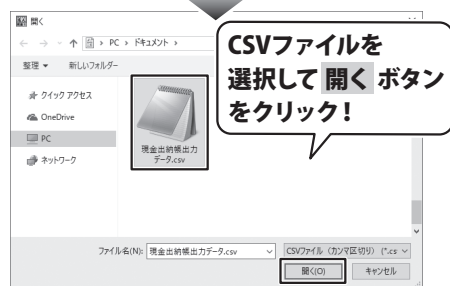 開く
CSVファイルを
選択して 開く ボタン
をクリック!
← → ↑ > PC > ドキュメント >
整理 ▼ 新しいフォルダー
クイック アクセス
OneDrive
PC
ネットワーク
現金出納帳出力
データ.csv
ファイル名(N): 現金出納帳出力データ.csv
CSVファイル (カンマ区切り) (*.cs
開く(O) キャンセル